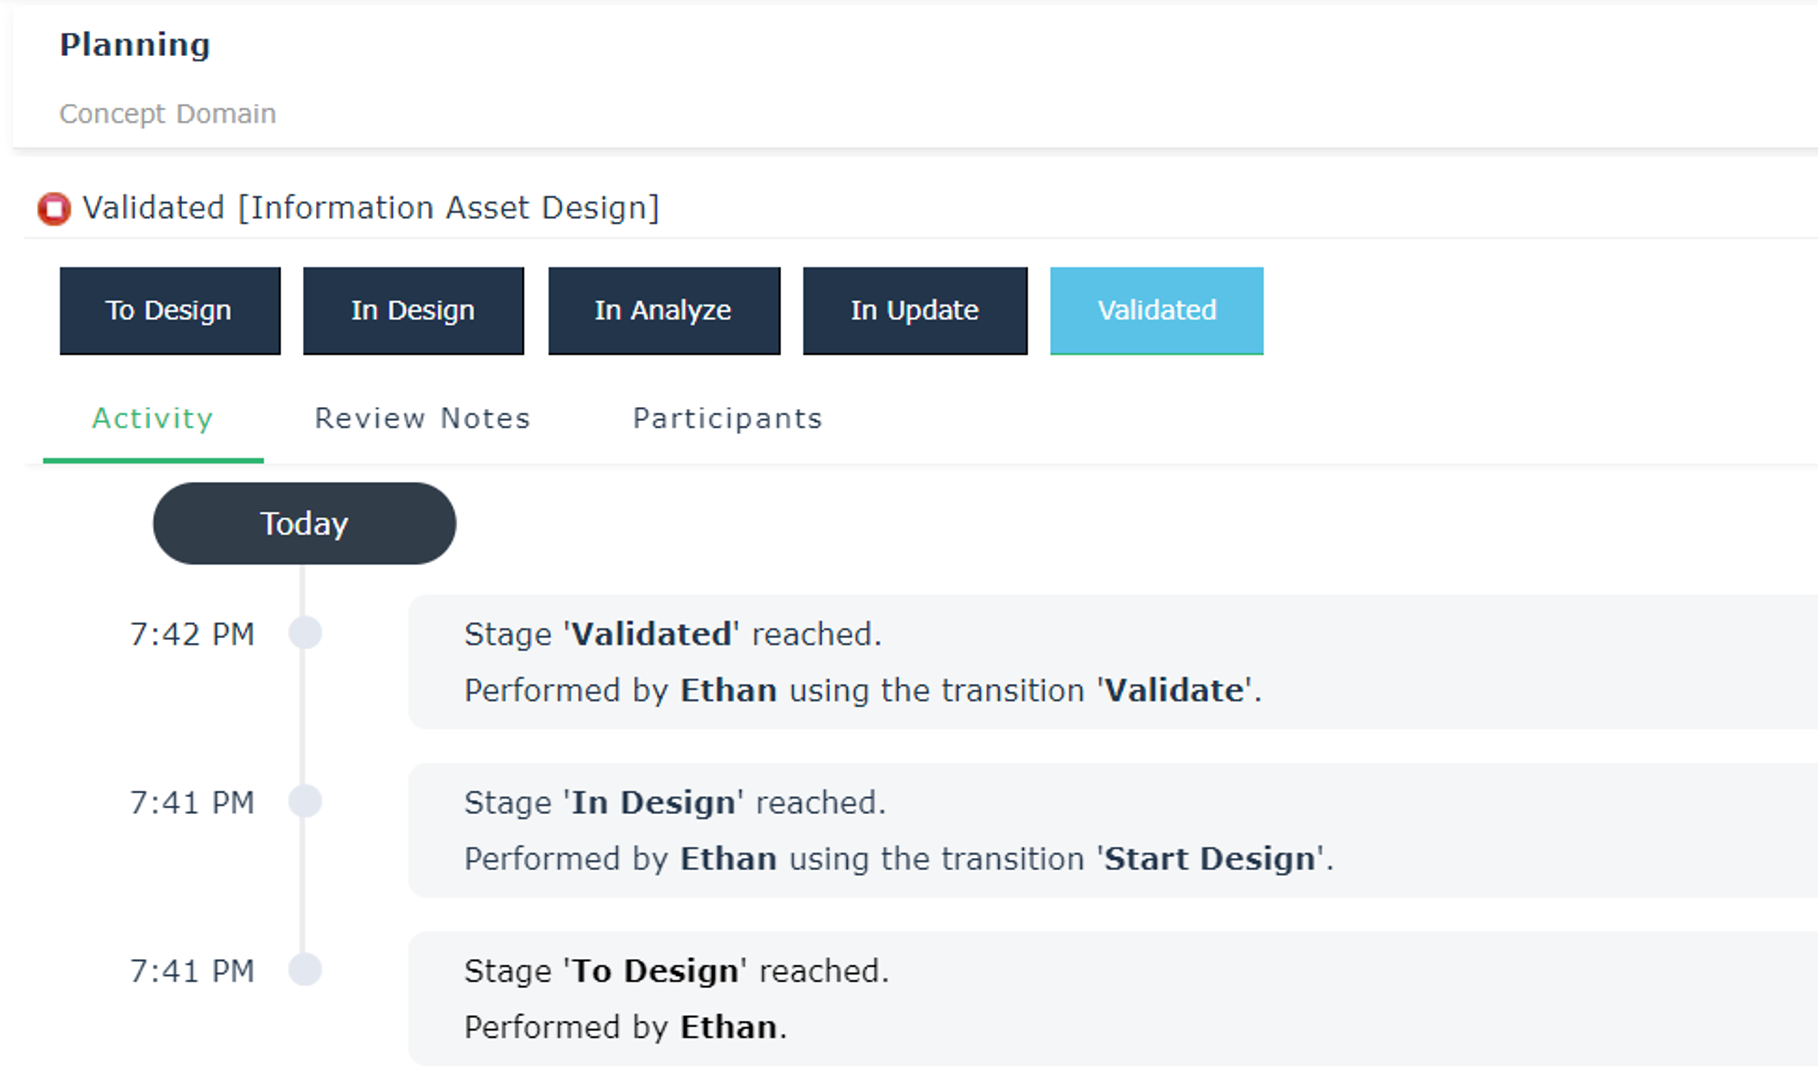 Planning
Concept Domain
Validated [Information Asset Design]
To Design In Design In Analyze In Update Validated
Activity Review Notes Participants
Today
7:42 PM Stage 'Validated' reached.
Performed by Ethan using the transition 'Validate'.
7:41 PM Stage 'In Design' reached.
Performed by Ethan using the transition 'Start Design'.
7:41 PM Stage 'To Design' reached.
Performed by Ethan.